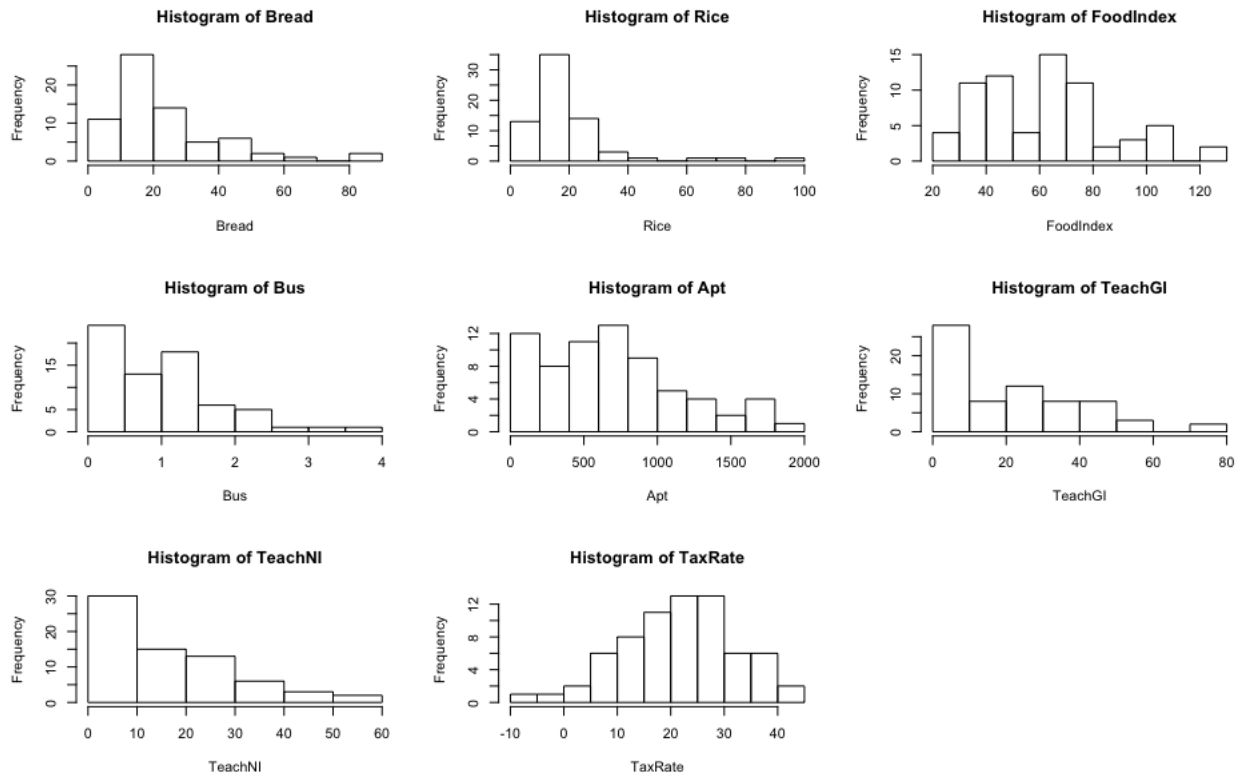 Histogram of Bread
Frequency
0 10 20
0 20 40 60 80
Bread
Histogram of Rice
Frequency
0 10 20 30
0 20 40 60 80 100
Rice
Histogram of FoodIndex
Frequency
0 5 10 15
20 40 60 80 100 120
FoodIndex
Histogram of Bus
Frequency
0 5 15
0 1 2 3 4
Bus
Histogram of Apt
Frequency
0 4 8 12
0 500 1000 1500 2000
Apt
Histogram of TeachGI
Frequency
0 10 20
0 20 40 60 80
TeachGI
Histogram of TeachNI
Frequency
0 10 20 30
0 10 20 30 40 50 60
TeachNI
Histogram of TaxRate
Frequency
0 4 8 12
-10 0 10 20 30 40
TaxRate